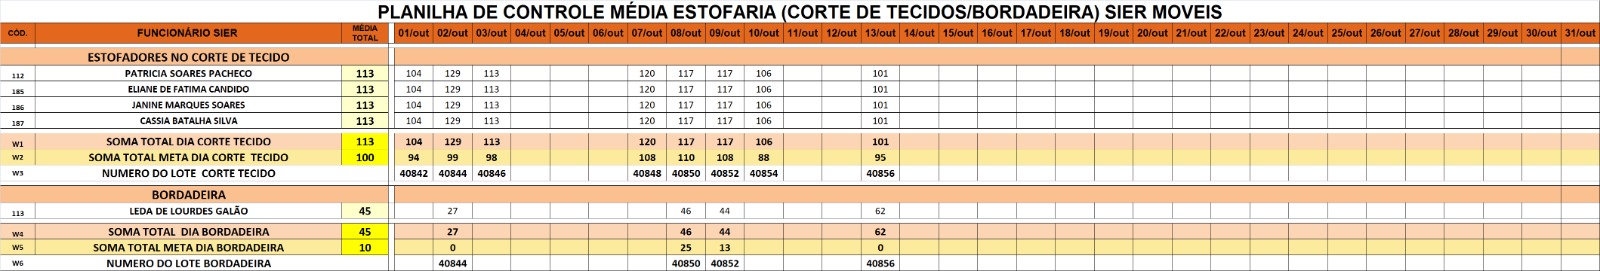 PLANILHA DE CONTROLE MÉDIA ESTOFARIA (CORTE DE TECIDOS/BORDADEIRA) SIER MOVEIS
CÓD. FUNCIONÁRIO SIER MÉDIA TOTAL 01/out 02/out 03/out 04/out 05/out 06/out 07/out 08/out 09/out 10/out 11/out 12/out 13/out 14/out 15/out 16/out 17/out 18/out 19/out 20/out 21/out 22/out 23/out 24/out 25/out 26/out 27/out 28/out 29/out 30/out 31/out
ESTOFADORES NO CORTE DE TECIDO
112 PATRICIA SOARES PACHECO 113 104 129 113 120 117 117 106 101
185 ELIANE DE FATIMA CANDIDO 113 104 129 113 120 117 117 106 101
186 JANINE MARQUES SOARES 113 104 129 113 120 117 117 106 101
187 CASSIA BATALHA SILVA 113 104 129 113 120 117 117 106 101
W1 SOMA TOTAL DIA CORTE TECIDO 113 104 129 113 120 117 117 106 101
W2 SOMA TOTAL META DIA CORTE TECIDO 100 94 99 98 108 110 108 88 95
W3 NUMERO DO LOTE CORTE TECIDO 40842 40844 40846 40848 40850 40852 40854 40856
BORDADEIRA
113 LEDA DE LOURDES GALÃO 45 27 46 44 62
W4 SOMA TOTAL DIA BORDADEIRA 45 27 46 44 62
W5 SOMA TOTAL META DIA BORDADEIRA 10 0 25 13 0
W6 NUMERO DO LOTE BORDADEIRA 40844 40850 40852 40856